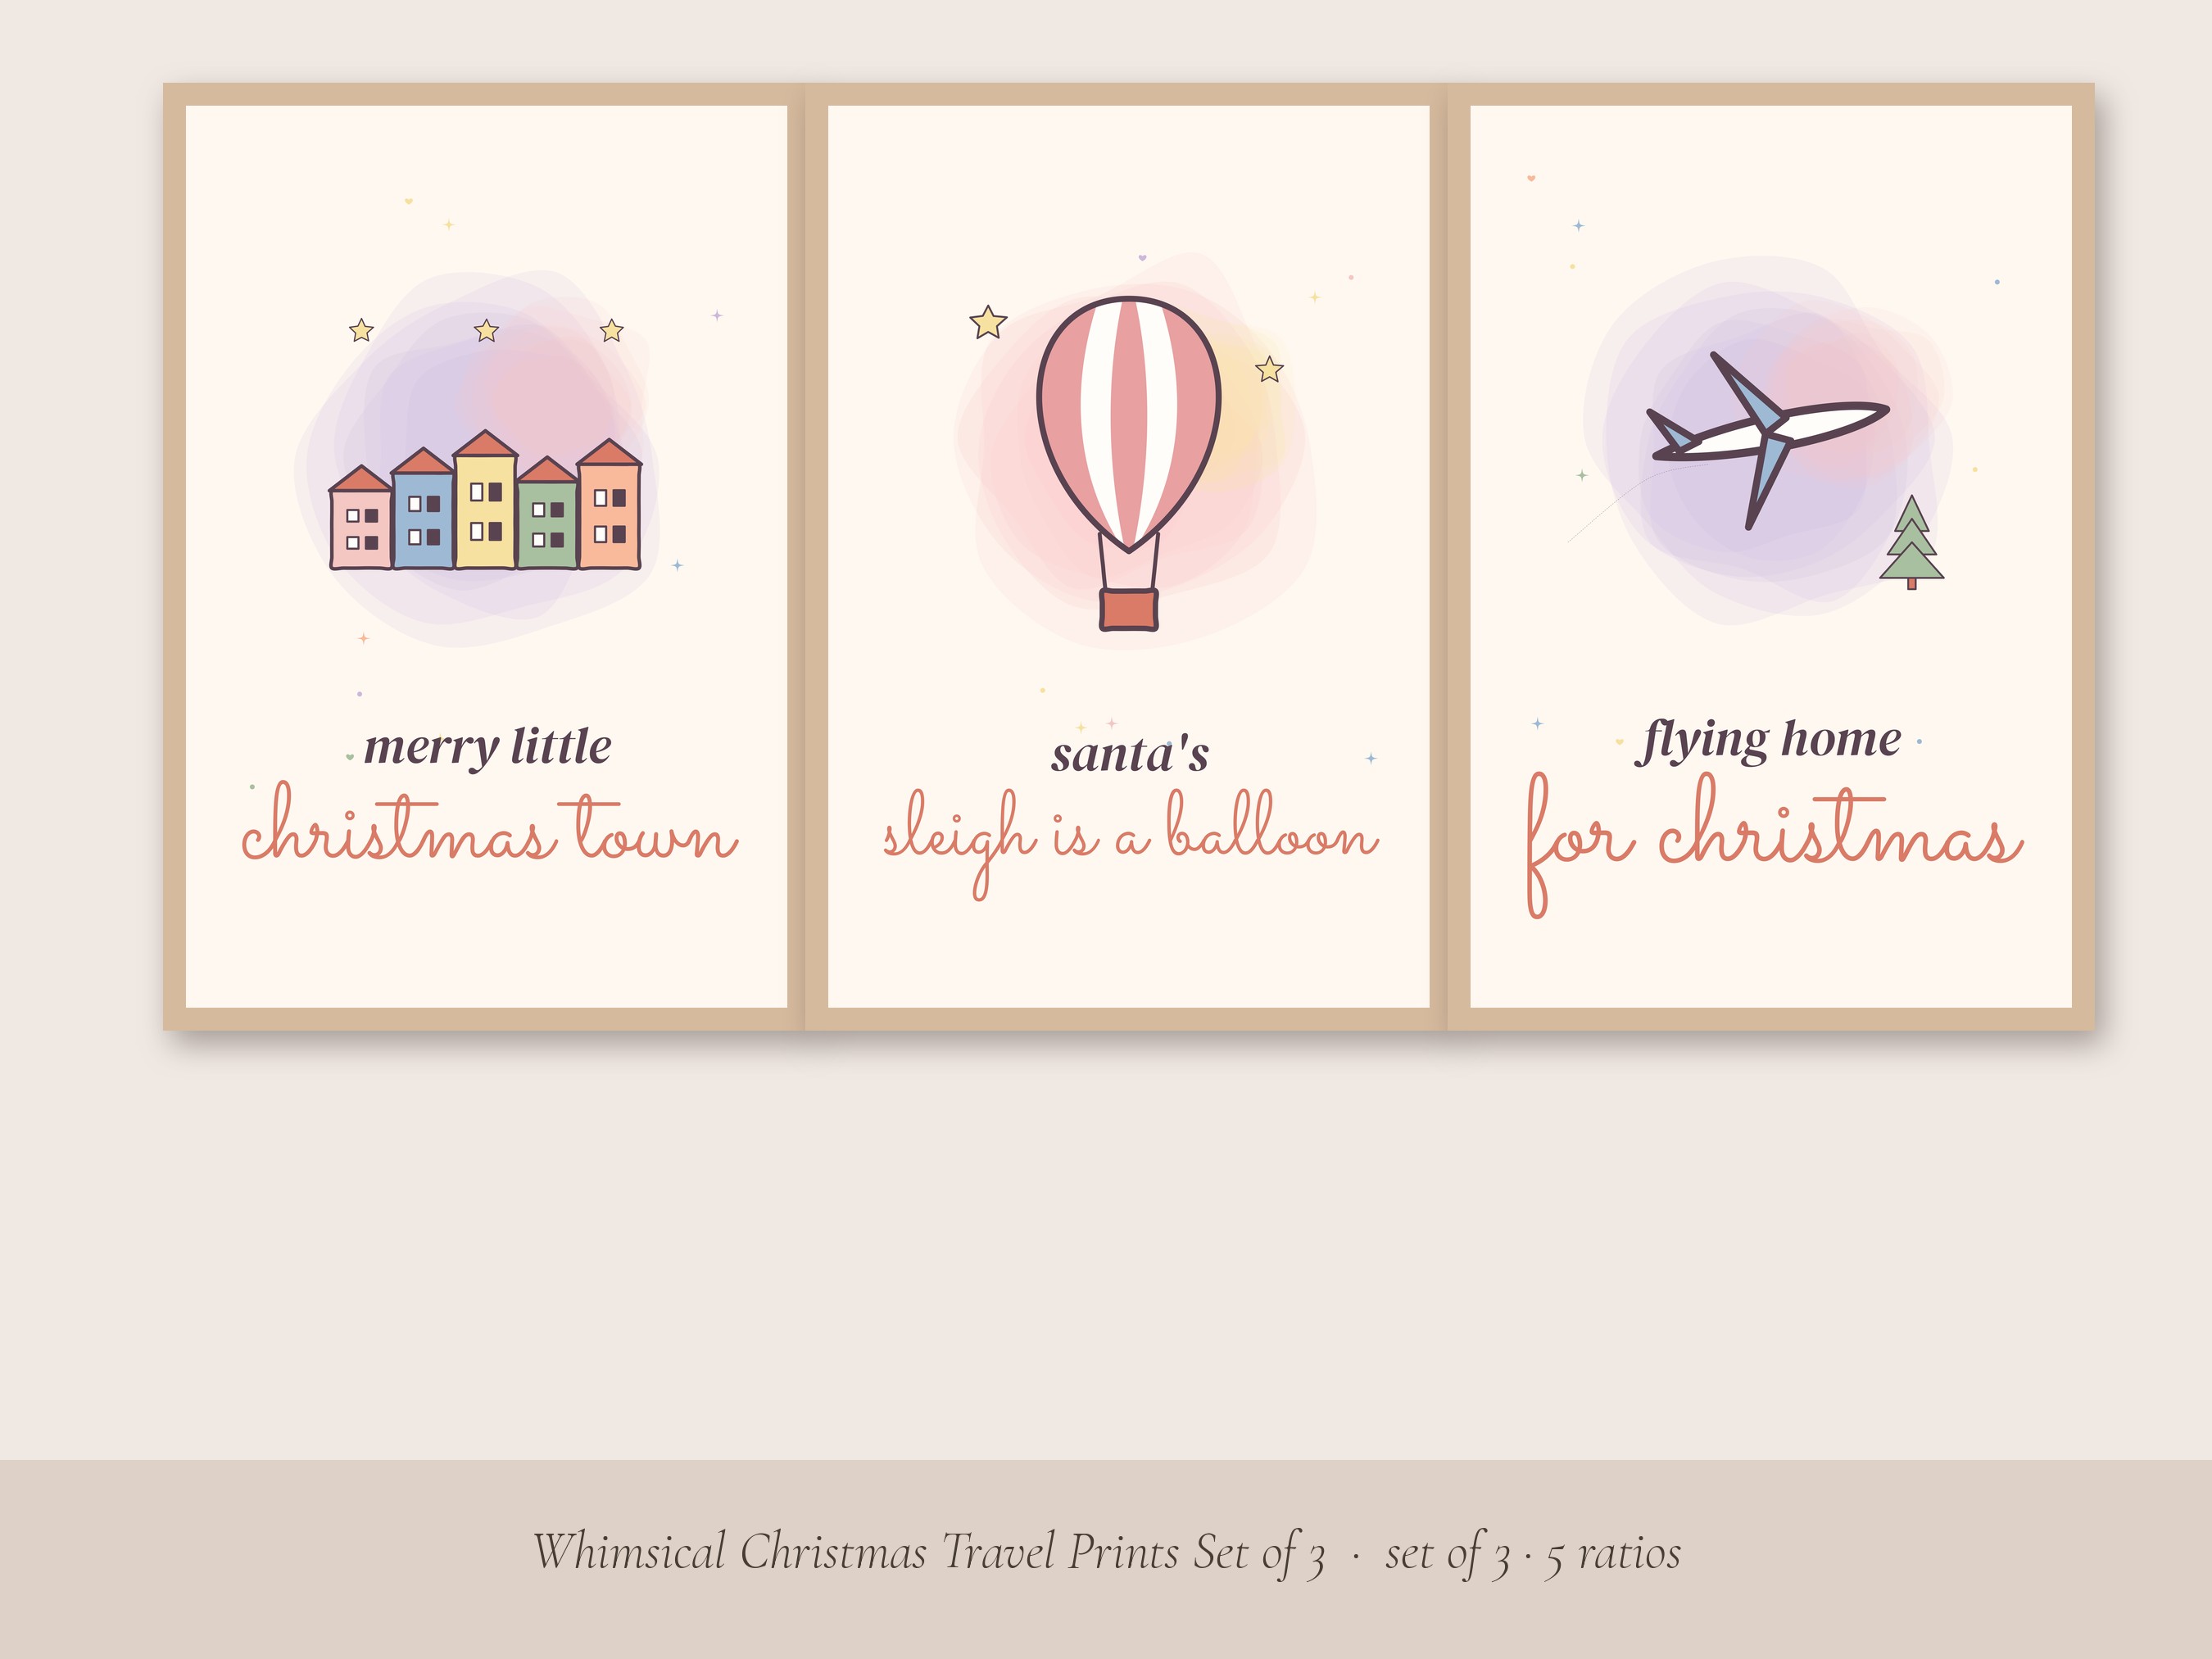 merry little
christmas town
santa's
sleigh is a balloon
flying home
for christmas
Whimsical Christmas Travel Prints Set of 3 · set of 3 · 5 ratios